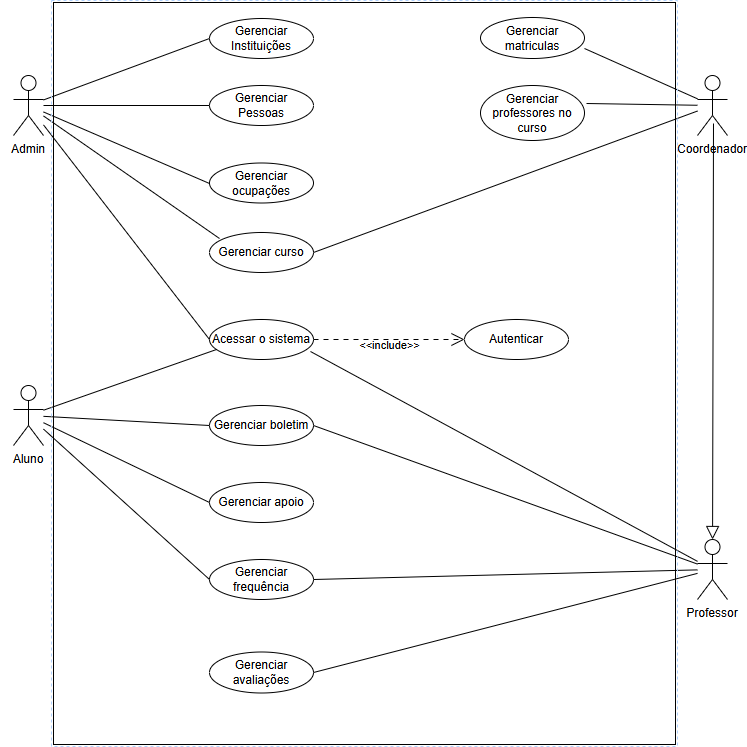 Gerenciar
Instituições
Gerenciar
matriculas
Gerenciar
Pessoas
Gerenciar
professores no
curso
Admin
Coordenador
Gerenciar
ocupações
Gerenciar curso
Acessar o sistema
<<include>>
Autenticar
Aluno
Gerenciar boletim
Gerenciar apoio
Gerenciar
frequência
Professor
Gerenciar
avaliações